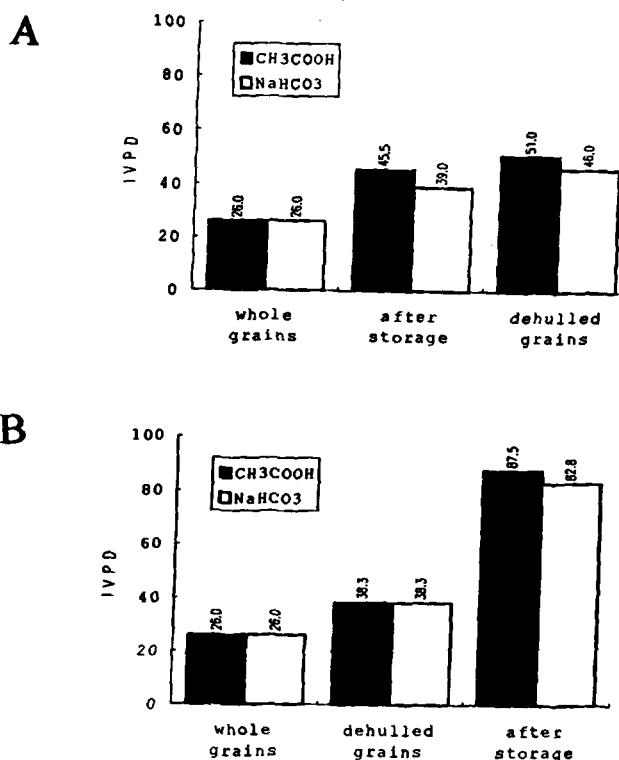 A
100
80
60
40
20
0
IVPD
CH3COOH
NaHCO3
26.0
26.0
45.5
39.0
51.0
46.0
whole grains
after storage
dehulled grains
B
100
80
60
40
20
0
IVPD
CH3COOH
NaHCO3
26.0
26.0
38.3
38.3
87.5
82.8
whole grains
dehulled grains
after storage